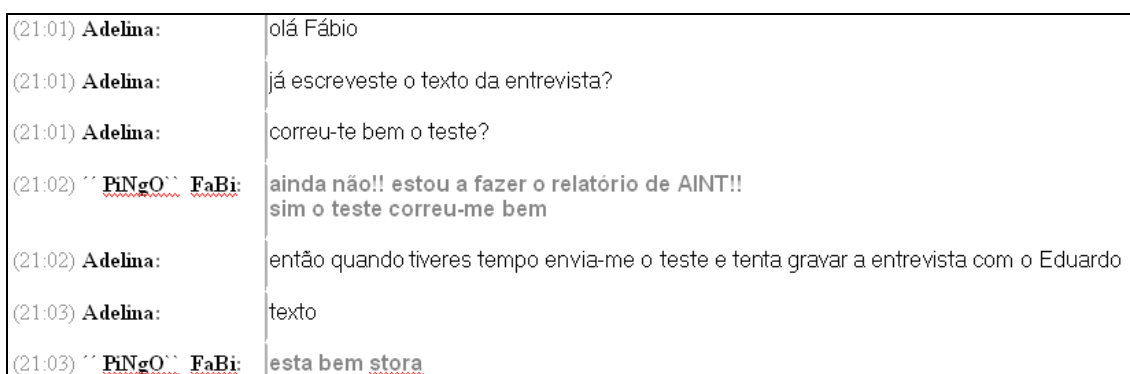 (21:01) Adelina: olá Fábio
(21:01) Adelina: já escreveste o texto da entrevista?
(21:01) Adelina: correu-te bem o teste?
(21:02) ´´ PiNgO`` FaBi: ainda não!! estou a fazer o relatório de AINT!!
sim o teste correu-me bem
(21:02) Adelina: então quando tiveres tempo envia-me o teste e tenta gravar a entrevista com o Eduardo
(21:03) Adelina: texto
(21:03) ´´ PiNgO`` FaBi: esta bem stora